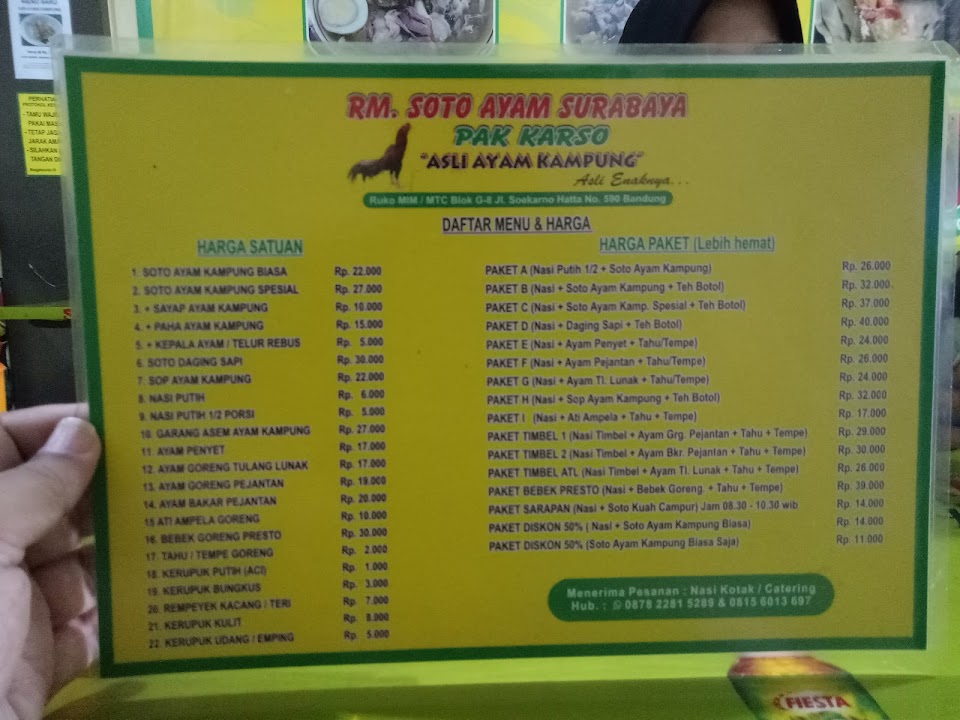 RM. SOTO AYAM SURABAYA
PAK KARSO
"ASLI AYAM KAMPUNG"
Asli Enaknya...
Ruko MIM / MTC Blok G-8 Jl. Soekarno Hatta No. 590 Bandung
DAFTAR MENU & HARGA
HARGA SATUAN
1. SOTO AYAM KAMPUNG BIASA Rp. 22.000
2. SOTO AYAM KAMPUNG SPESIAL Rp. 27.000
3. + SAYAP AYAM KAMPUNG Rp. 10.000
4. + PAHA AYAM KAMPUNG Rp. 15.000
5. + KEPALA AYAM / TELUR REBUS Rp. 5.000
6. SOTO DAGING SAPI Rp. 30.000
7. SOP AYAM KAMPUNG Rp. 22.000
8. NASI PUTIH Rp. 6.000
9. NASI PUTIH 1/2 PORSI Rp. 5.000
10. GARANG ASEM AYAM KAMPUNG Rp. 27.000
11. AYAM PENYET Rp. 17.000
12. AYAM GORENG TULANG LUNAK Rp. 17.000
13. AYAM GORENG PEJANTAN Rp. 19.000
14. AYAM BAKAR PEJANTAN Rp. 20.000
15 ATI AMPELA GORENG Rp. 10.000
16. BEBEK GORENG PRESTO Rp. 30.000
17. TAHU / TEMPE GORENG Rp. 2.000
18. KERUPUK PUTIH (ACI) Rp. 1.000
19. KERUPUK BUNGKUS Rp. 3.000
20. REMPEYEK KACANG / TERI Rp. 7.000
21. KERUPUK KULIT Rp. 8.000
22. KERUPUK UDANG / EMPING Rp. 5.000
HARGA PAKET (Lebih hemat)
PAKET A (Nasi Putih 1/2 + Soto Ayam Kampung) Rp. 26.000
PAKET B (Nasi + Soto Ayam Kampung + Teh Botol) Rp. 32.000
PAKET C (Nasi + Soto Ayam Kamp. Spesial + Teh Botol) Rp. 37.000
PAKET D (Nasi + Daging Sapi + Teh Botol) Rp. 40.000
PAKET E (Nasi + Ayam Penyet + Tahu/Tempe) Rp. 24.000
PAKET F (Nasi + Ayam Pejantan + Tahu/Tempe) Rp. 26.000
PAKET G (Nasi + Ayam Tl. Lunak + Tahu/Tempe) Rp. 24.000
PAKET H (Nasi + Sop Ayam Kampung + Teh Botol) Rp. 32.000
PAKET I (Nasi + Ati Ampela + Tahu + Tempe) Rp. 17.000
PAKET TIMBEL 1 (Nasi Timbel + Ayam Grg. Pejantan + Tahu + Tempe) Rp. 29.000
PAKET TIMBEL 2 (Nasi Timbel + Ayam Bkr. Pejantan + Tahu + Tempe) Rp. 30.000
PAKET TIMBEL ATL (Nasi Timbel + Ayam Tl. Lunak + Tahu + Tempe) Rp. 26.000
PAKET BEBEK PRESTO (Nasi + Bebek Goreng. + Tahu + Tempe) Rp. 39.000
PAKET SARAPAN (Nasi + Soto Kuah Campur) Jam 08.30 - 10.30 wib Rp. 14.000
PAKET DISKON 50% ( Nasi + Soto Ayam Kampung Biasa) Rp. 14.000
PAKET DISKON 50% (Soto Ayam Kampung Biasa Saja) Rp. 11.000
Menerima Pesanan : Nasi Kotak / Catering
Hub. : 0878 2281 5289 & 0815 6013 697
FIESTA